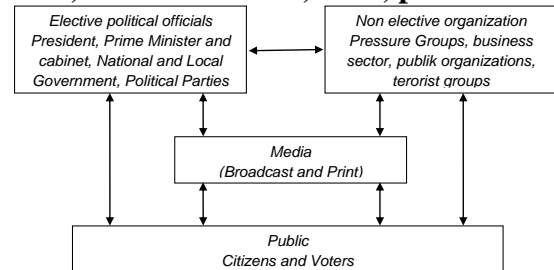 Elective political officials
President, Prime Minister and
cabinet, National and Local
Government, Political Parties
Non elective organization
Pressure Groups, business
sector, publik organizations,
terorist groups
Media
(Broadcast and Print)
Public
Citizens and Voters